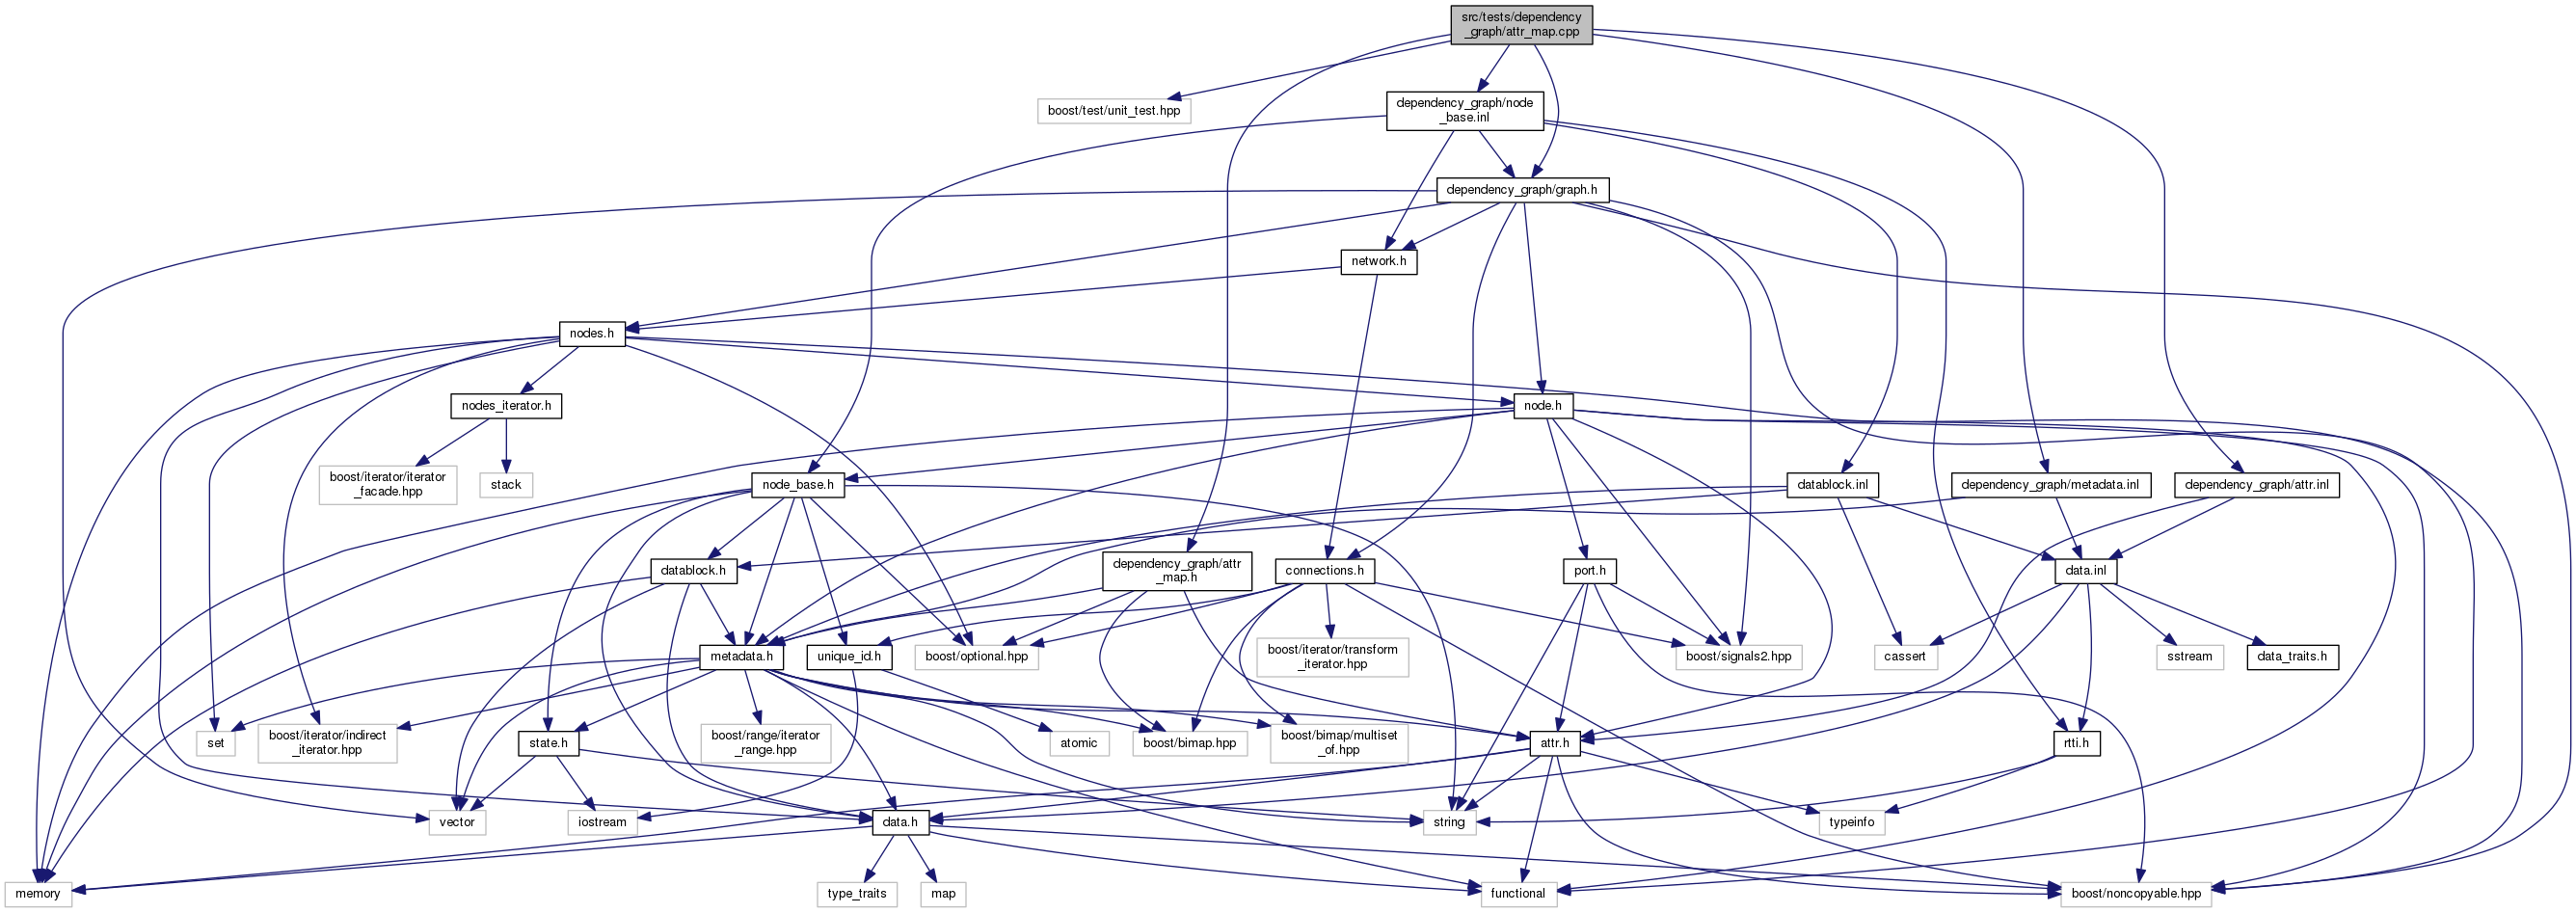 src/tests/dependency
_graph/attr_map.cpp
boost/test/unit_test.hpp
dependency_graph/node
_base.inl
dependency_graph/graph.h
network.h
nodes.h
nodes_iterator.h
node.h
boost/iterator/iterator
_facade.hpp
stack
node_base.h
datablock.inl
dependency_graph/metadata.inl
dependency_graph/attr.inl
datablock.h
dependency_graph/attr
_map.h
connections.h
port.h
data.inl
metadata.h
unique_id.h
boost/optional.hpp
boost/iterator/transform
_iterator.hpp
boost/signals2.hpp
cassert
sstream
data_traits.h
set
boost/iterator/indirect
_iterator.hpp
state.h
boost/range/iterator
_range.hpp
atomic
boost/bimap.hpp
boost/bimap/multiset
_of.hpp
attr.h
rtti.h
vector
iostream
data.h
string
typeinfo
memory
type_traits
map
functional
boost/noncopyable.hpp